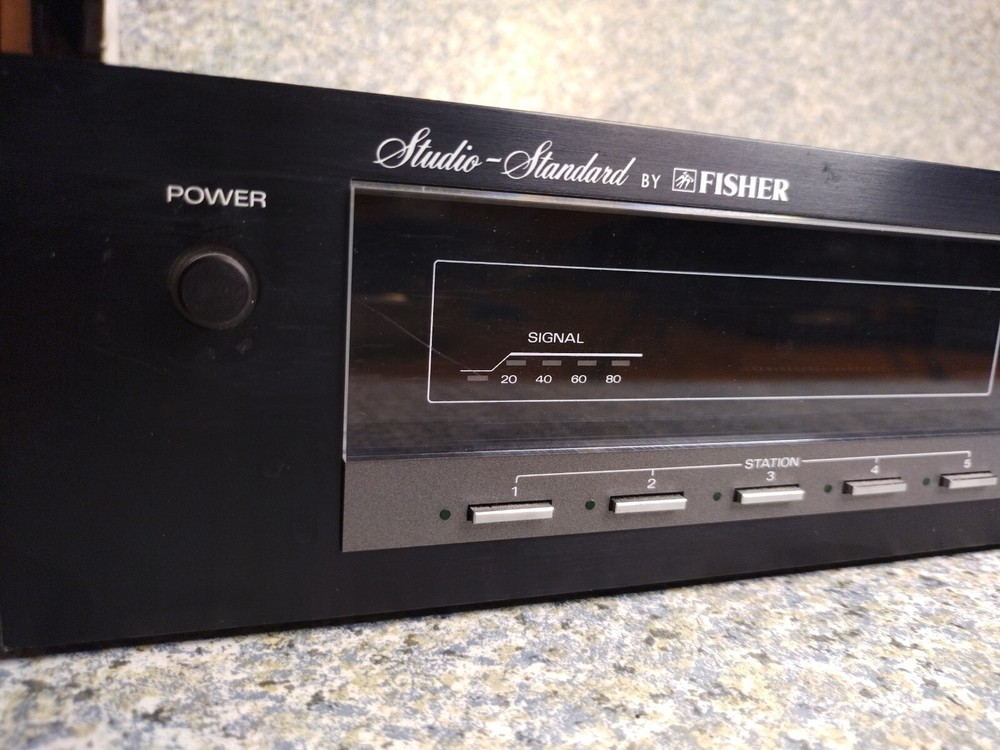 Studio-Standard BY FISHER
POWER
SIGNAL
20 40 60 80
STATION
1 2 3 4 5